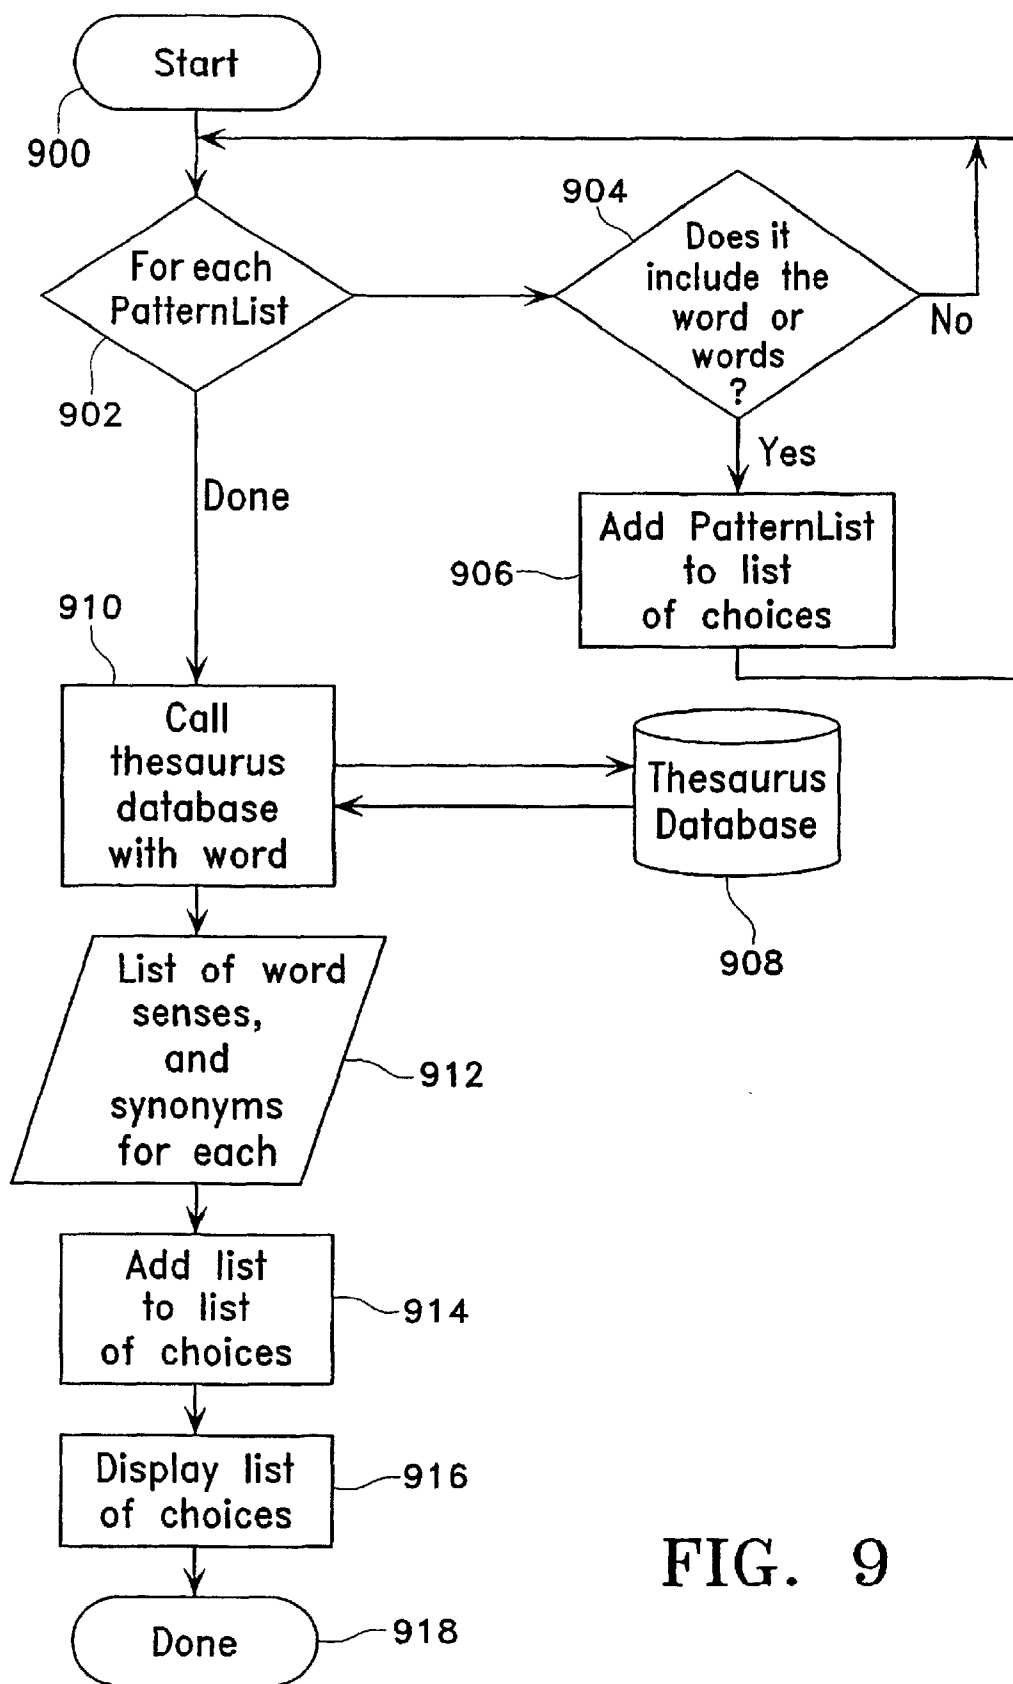 Start
900
For each
PatternList
902
904
Does it
include the
word or
words
?
No
Yes
Done
Add PatternList
to list
of choices
906
910
Call
thesaurus
database
with word
Thesaurus
Database
908
List of word
senses,
and
synonyms
for each
912
Add list
to list
of choices
914
Display list
of choices
916
Done
918
FIG. 9